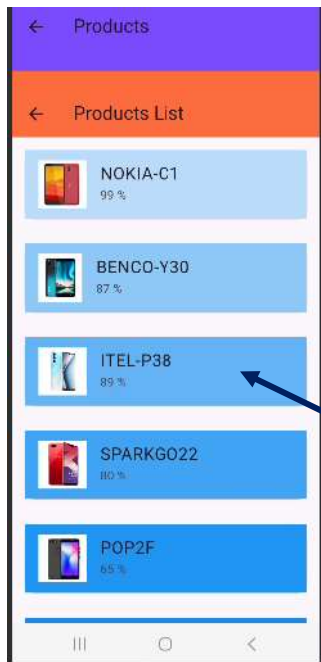 Products
Products List
NOKIA-C1
99 %
BENCO-Y30
87 %
ITEL-P38
89 %
SPARKGO22
80 %
POP2F
65 %